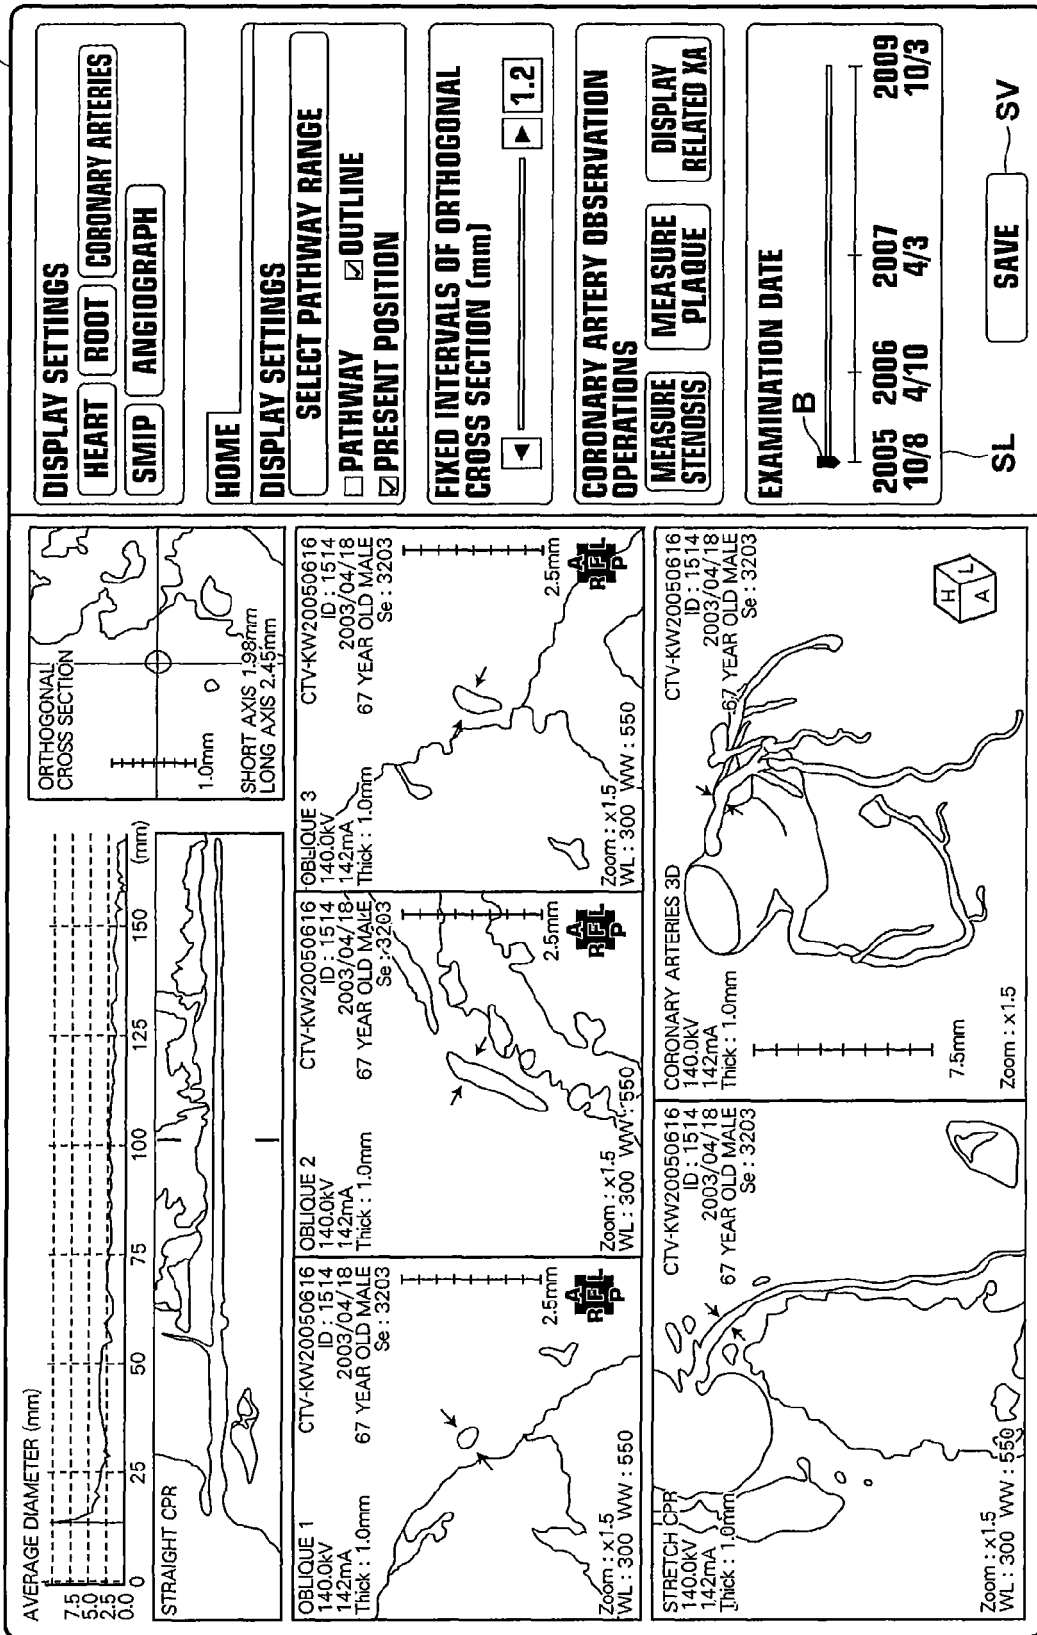 AVERAGE DIAMETER (mm)
7.5
5.0
2.5
0.0
0 25 50 75 100 125 150 (mm)
STRAIGHT CPR
ORTHOGONAL
CROSS SECTION
1.0mm
SHORT AXIS 1.98mm
LONG AXIS 2.45mm
OBLIQUE 1
140.0kV
142mA
Thick : 1.0mm
CTV-KW20050616
ID : 1514
2003/04/18
67 YEAR OLD MALE
Se : 3203
2.5mm
A
R F L
P
Zoom : x1.5
WL : 300 WW : 550
OBLIQUE 2
140.0kV
142mA
Thick : 1.0mm
CTV-KW20050616
ID : 1514
2003/04/18
67 YEAR OLD MALE
Se : 3203
2.5mm
A
R F L
P
Zoom : x1.5
WL : 300 WW : 550
OBLIQUE 3
140.0kV
142mA
Thick : 1.0mm
CTV-KW20050616
ID : 1514
2003/04/18
67 YEAR OLD MALE
Se : 3203
2.5mm
A
R F L
P
Zoom : x1.5
WL : 300 WW : 550
STRETCH CPR
140.0kV
142mA
Thick : 1.0mm
CTV-KW20050616
ID : 1514
2003/04/18
67 YEAR OLD MALE
Se : 3203
Zoom : x1.5
WL : 300 WW : 550
CORONARY ARTERIES 3D
140.0kV
142mA
Thick : 1.0mm
CTV-KW20050616
ID : 1514
2003/04/18
67 YEAR OLD MALE
Se : 3203
7.5mm
Zoom : x1.5
H
A L
DISPLAY SETTINGS
HEART ROOT CORONARY ARTERIES
SMIP ANGIOGRAPH
HOME
DISPLAY SETTINGS
SELECT PATHWAY RANGE
PATHWAY OUTLINE
PRESENT POSITION
FIXED INTERVALS OF ORTHOGONAL
CROSS SECTION (mm)
1.2
CORONARY ARTERY OBSERVATION
OPERATIONS
MEASURE STENOSIS
MEASURE PLAQUE
DISPLAY RELATED XA
EXAMINATION DATE
B
2005 2006 2007 2009
10/8 4/10 4/3 10/3
SL
SAVE
SV